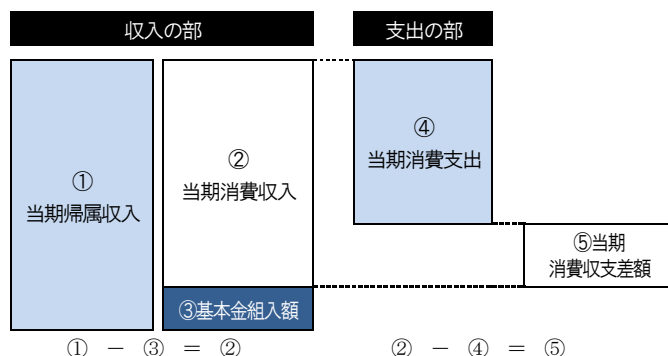 収入の部
支出の部
①
当期帰属収入
②
当期消費収入
③基本金組入額
④
当期消費支出
⑤当期
消費収支差額
① － ③ ＝ ②
② － ④ ＝ ⑤